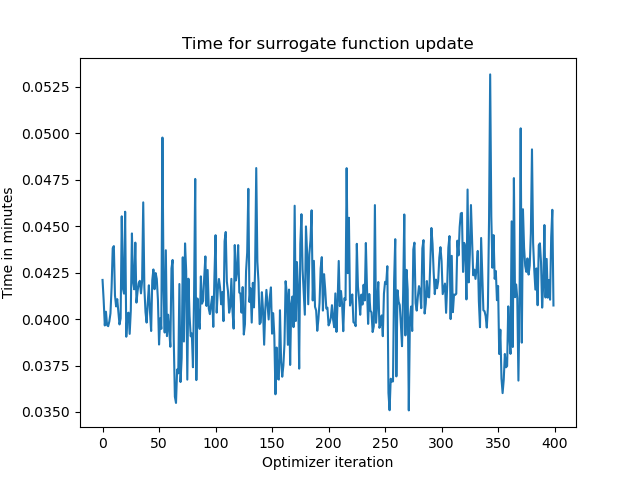 Time for surrogate function update
0.0525
0.0500
0.0475
0.0450
0.0425
0.0400
0.0375
0.0350
Time in minutes
0 50 100 150 200 250 300 350 400
Optimizer iteration